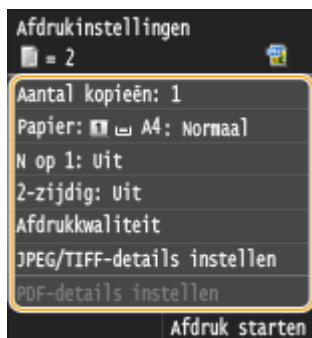 Afdrukinstellingen
= 2
Aantal kopieën: 1
Papier: 1 A4: Normaal
N op 1: Uit
2-zijdig: Uit
Afdrukkwaliteit
JPEG/TIFF-details instellen
PDF-details instellen
Afdruk starten